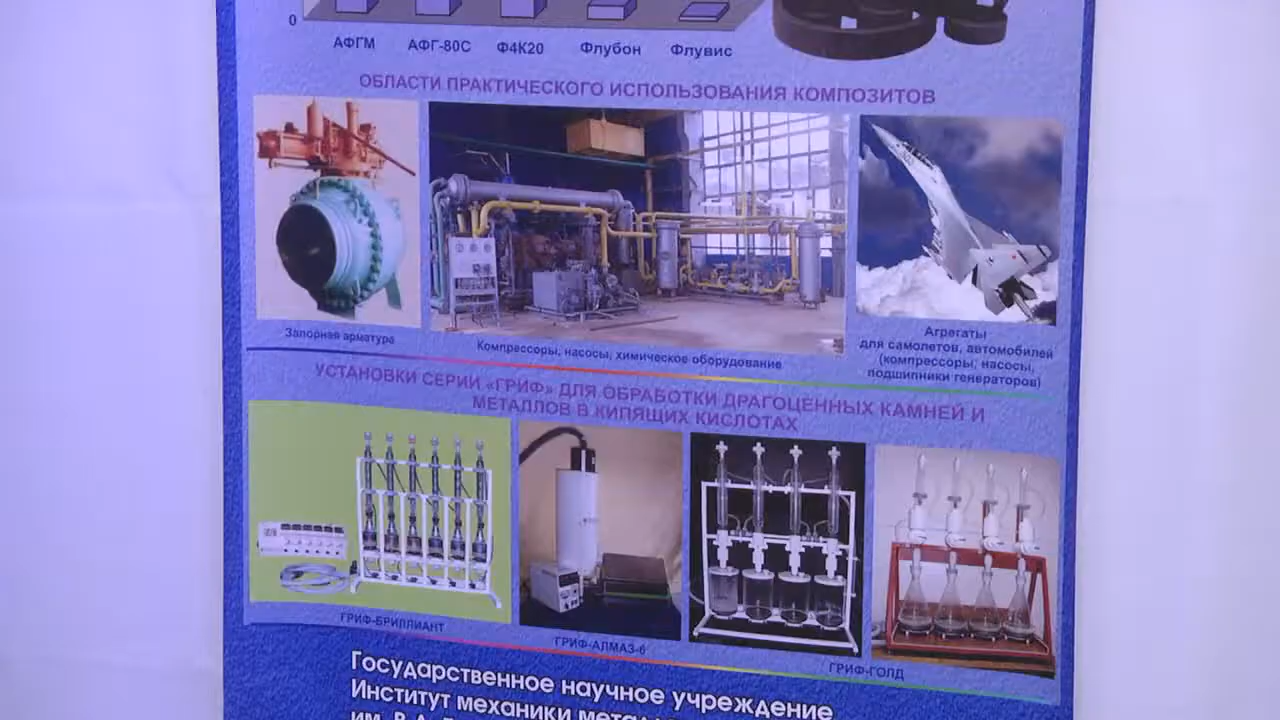 0
АФГМ АФГ-80С Ф4К20 Флубон Флувис
ОБЛАСТИ ПРАКТИЧЕСКОГО ИСПОЛЬЗОВАНИЯ КОМПОЗИТОВ
Запорная арматура
Компрессоры, насосы, химическое оборудование
Агрегаты
для самолетов, автомобилей
(компрессоры, насосы,
подшипники генераторов)
УСТАНОВКИ СЕРИИ «ГРИФ» ДЛЯ ОБРАБОТКИ ДРАГОЦЕННЫХ КАМНЕЙ И
МЕТАЛЛОВ В КИПЯЩИХ КИСЛОТАХ
ГРИФ-БРИЛЛИАНТ
ГРИФ-АЛМАЗ-6
ГРИФ-ГОЛД
Государственное научное учреждение
Институт механики
им. В.А.